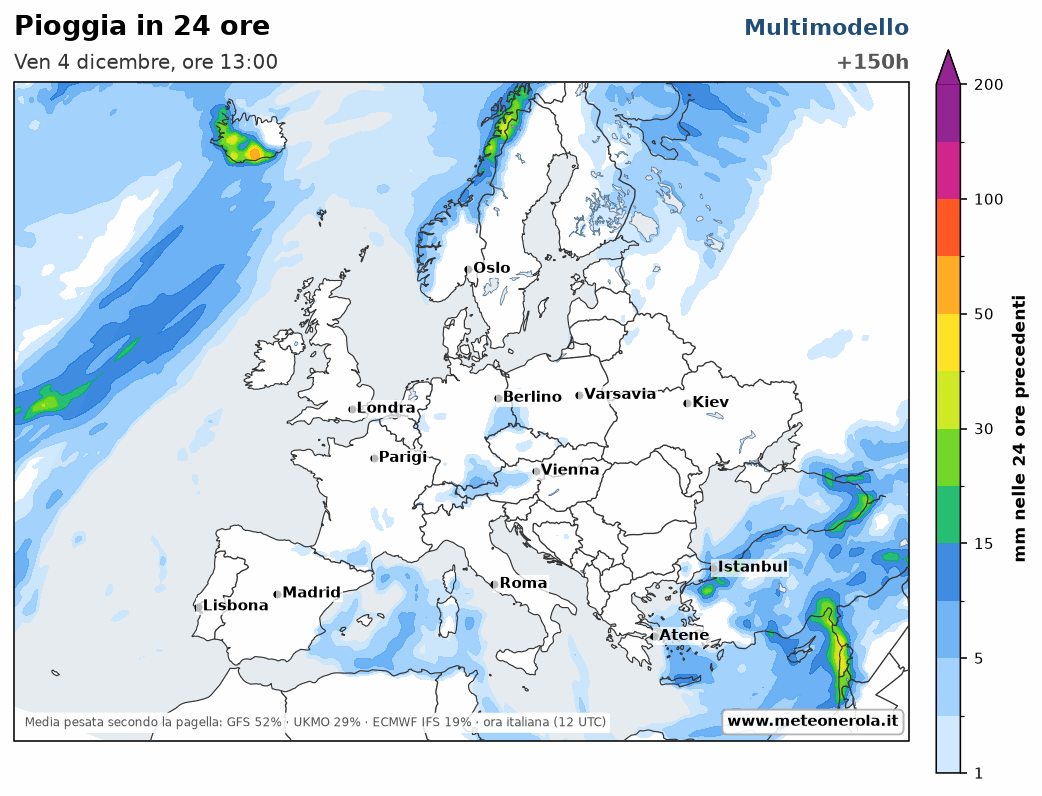 Pioggia in 24 ore
Multimodello
Ven 4 dicembre, ore 13:00
+150h
200
100
50
30
15
5
1
mm nelle 24 ore precedenti
Oslo
Berlino
Varsavia
Kiev
Londra
Parigi
Vienna
Istanbul
Roma
Madrid
Lisbona
Atene
Media pesata secondo la pagella: GFS 52% · UKMO 29% · ECMWF IFS 19% · ora italiana (12 UTC)
www.meteonerola.it